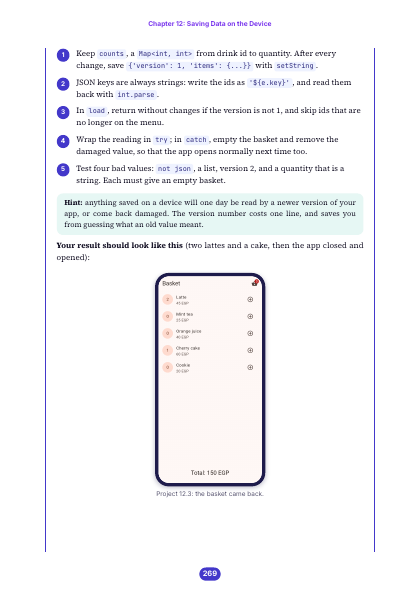 Chapter 12: Saving Data on the Device
1 Keep counts, a Map<int, int> from drink id to quantity. After every
change, save {'version': 1, 'items': {...}} with setString.
2 JSON keys are always strings: write the ids as '${e.key}', and read them
back with int.parse.
3 In load, return without changes if the version is not 1, and skip ids that are
no longer on the menu.
4 Wrap the reading in try; in catch, empty the basket and remove the
damaged value, so that the app opens normally next time too.
5 Test four bad values: not json, a list, version 2, and a quantity that is a
string. Each must give an empty basket.
Hint: anything saved on a device will one day be read by a newer version of your
app, or come back damaged. The version number costs one line, and saves you
from guessing what an old value meant.
Your result should look like this (two lattes and a cake, then the app closed and
opened):
Basket
Latte
45 EGP
Mint tea
25 EGP
Orange juice
40 EGP
Cherry cake
60 EGP
Cookie
Total: 150 EGP
Project 12.3: the basket came back.
269